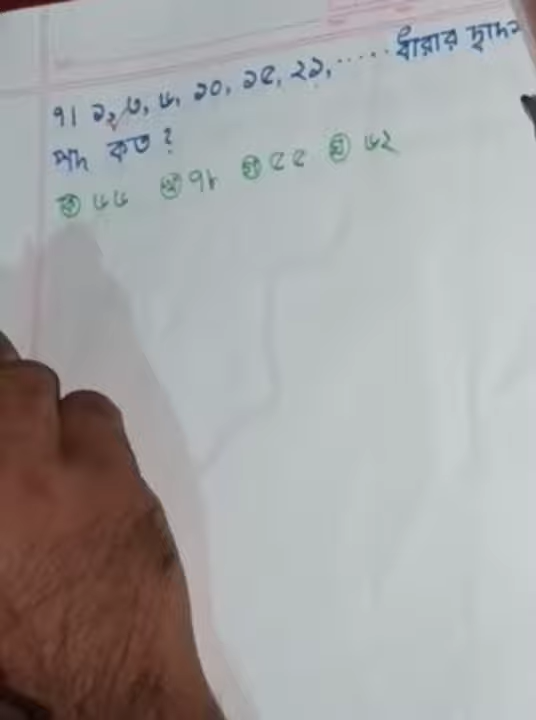 ৭। ১, ৩, ৬, ১০, ১৫, ২১, ..... ধারার
পদ কত?
ক ৬৬ খ ৭৮ গ ৫৫ ঘ ৬২